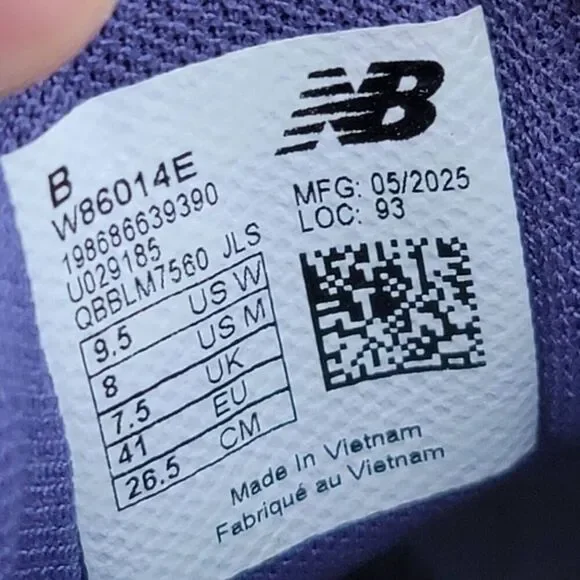 NB
B
W86014E
198686639390
U029185
QBBLM7560 JLS
MFG: 05/2025
LOC: 93
9.5 US W
8 US M
7.5 UK
41 EU
26.5 CM
Made In Vietnam
Fabriqué au Vietnam